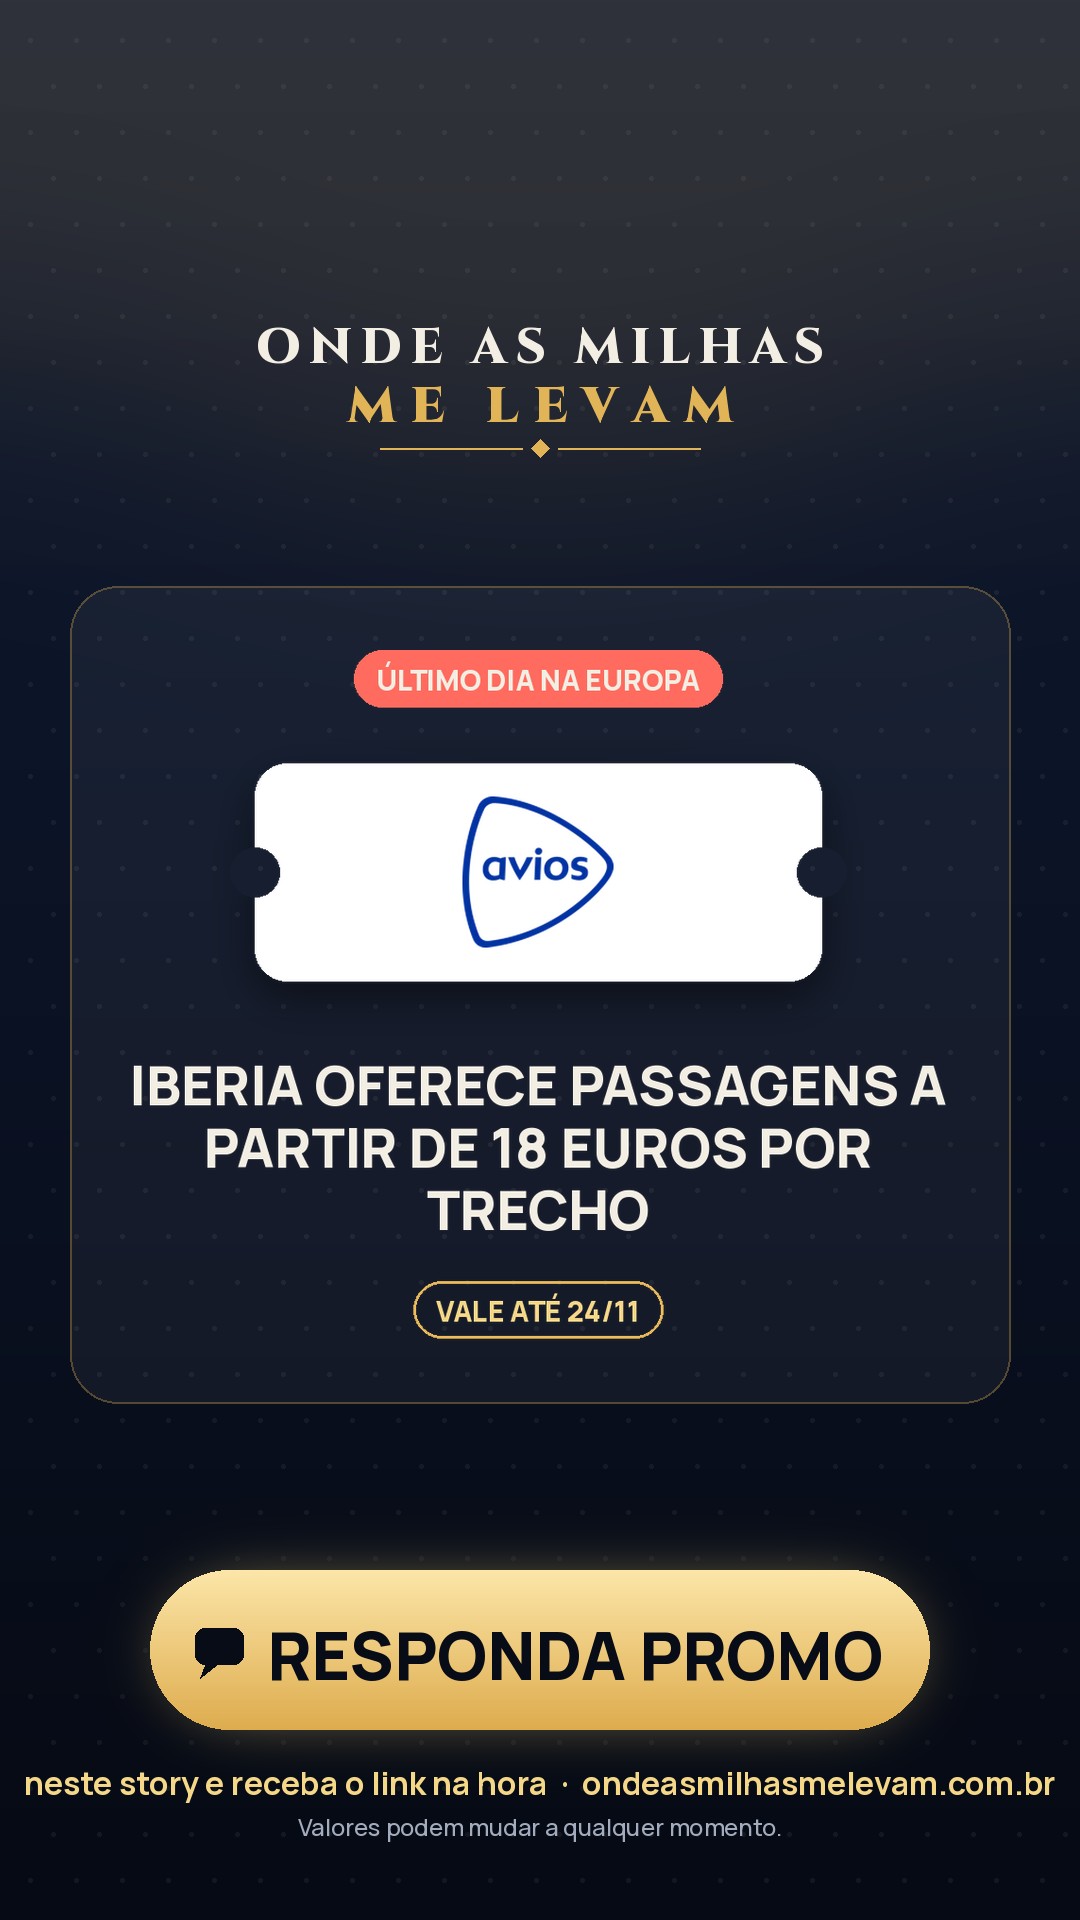 ONDE AS MILHAS
ME LEVAM
ÚLTIMO DIA NA EUROPA
avios
IBERIA OFERECE PASSAGENS A
PARTIR DE 18 EUROS POR
TRECHO
VALE ATÉ 24/11
RESPONDA PROMO
neste story e receba o link na hora · ondeasmilhasmelevam.com.br
Valores podem mudar a qualquer momento.